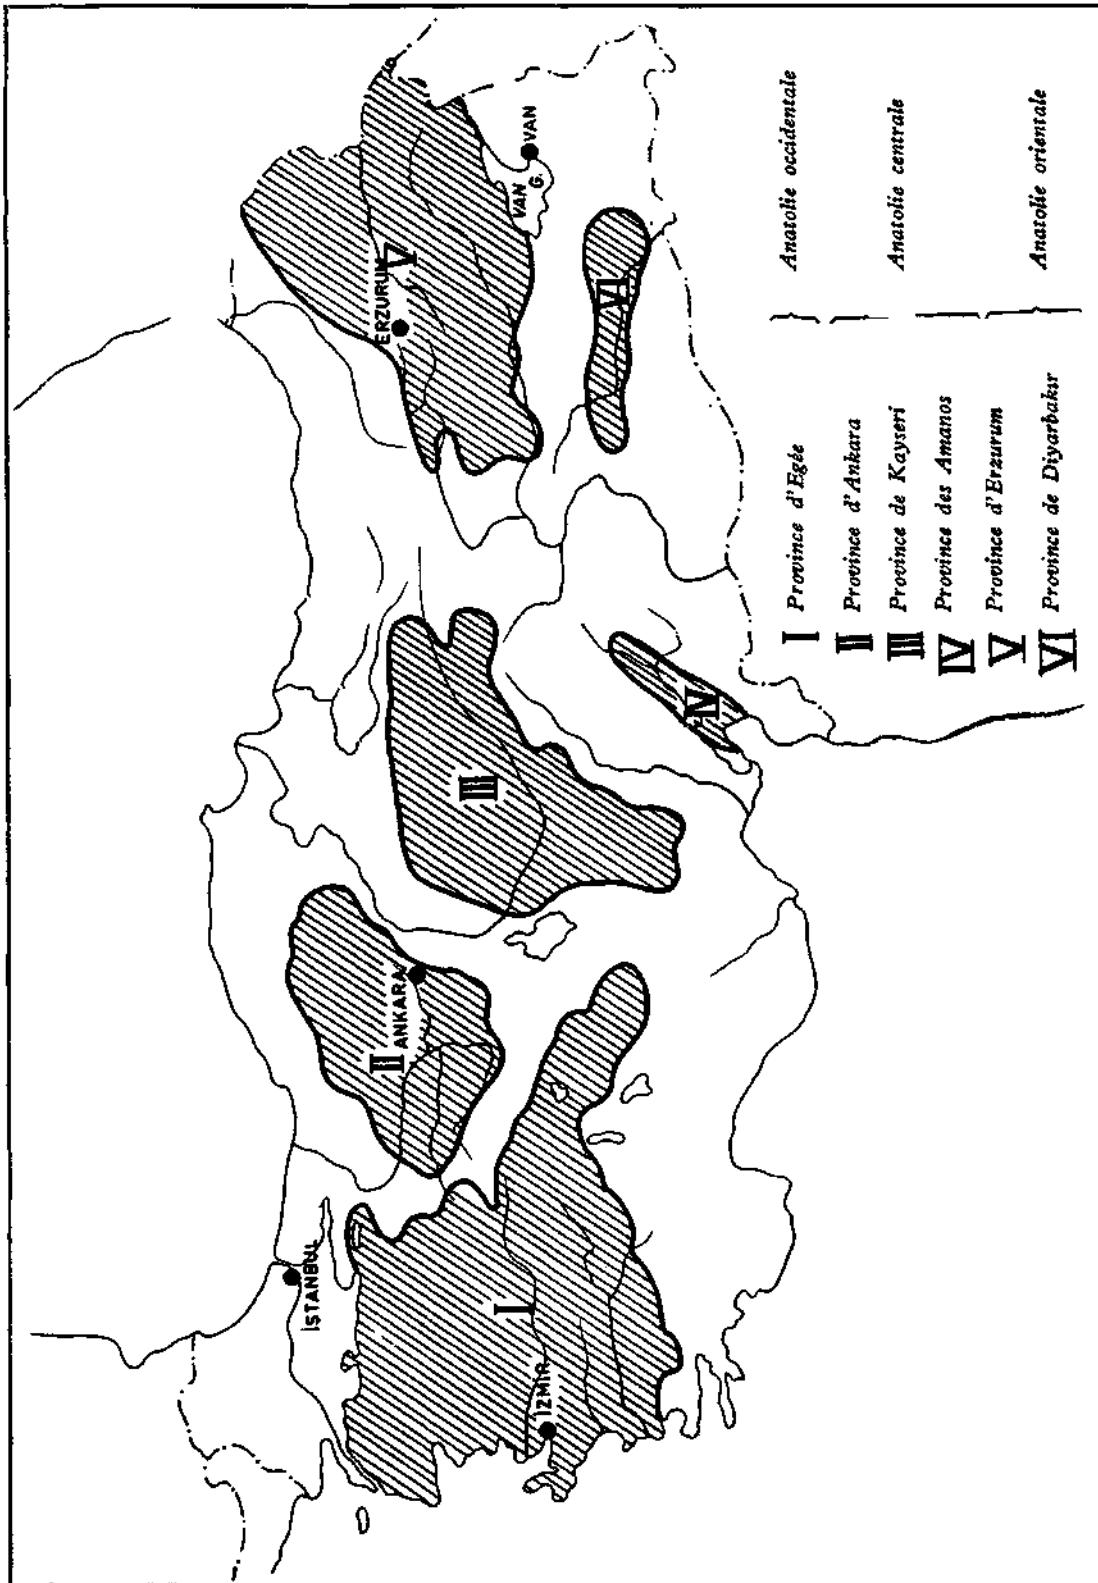 İSTANBUL
İZMİR
I
II
ANKARA
III
IV
ERZURUM
V
VAN G.
VAN
VI
I Province d'Egée
II Province d'Ankara
III Province de Kayseri
IV Province des Amanos
V Province d'Erzurum
VI Province de Diyarbakır
Anatolie occidentale
Anatolie centrale
Anatolie orientale